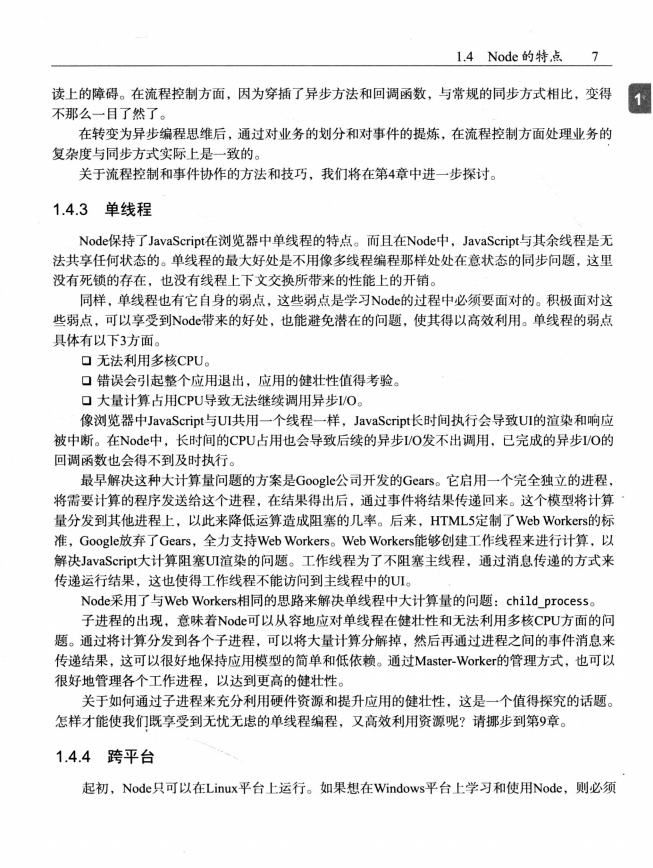 1.4 Node 的特点 7
1
读上的障碍。在流程控制方面，因为穿插了异步方法和回调函数，与常规的同步方式相比，变得
不那么一目了然了。
在转变为异步编程思维后，通过对业务的划分和对事件的提炼，在流程控制方面处理业务的
复杂度与同步方式实际上是一致的。
关于流程控制和事件协作的方法和技巧，我们将在第4章中进一步探讨。
1.4.3 单线程
Node保持了JavaScript在浏览器中单线程的特点。而且在Node中，JavaScript与其余线程是无
法共享任何状态的。单线程的最大好处是不用像多线程编程那样处处在意状态的同步问题，这里
没有死锁的存在，也没有线程上下文交换所带来的性能上的开销。
同样，单线程也有它自身的弱点，这些弱点是学习Node的过程中必须要面对的。积极面对这
些弱点，可以享受到Node带来的好处，也能避免潜在的问题，使其得以高效利用。单线程的弱点
具体有以下3方面。
❑ 无法利用多核CPU。
❑ 错误会引起整个应用退出，应用的健壮性值得考验。
❑ 大量计算占用CPU导致无法继续调用异步I/O。
像浏览器中JavaScript与UI共用一个线程一样，JavaScript长时间执行会导致UI的渲染和响应
被中断。在Node中，长时间的CPU占用也会导致后续的异步I/O发不出调用，已完成的异步I/O的
回调函数也会得不到及时执行。
最早解决这种大计算量问题的方案是Google公司开发的Gears。它启用一个完全独立的进程，
将需要计算的程序发送给这个进程，在结果得出后，通过事件将结果传递回来。这个模型将计算
量分发到其他进程上，以此来降低运算造成阻塞的几率。后来，HTML5定制了Web Workers的标
准，Google放弃了Gears，全力支持Web Workers。Web Workers能够创建工作线程来进行计算，以
解决JavaScript大计算阻塞UI渲染的问题。工作线程为了不阻塞主线程，通过消息传递的方式来
传递运行结果，这也使得工作线程不能访问到主线程中的UI。
Node采用了与Web Workers相同的思路来解决单线程中大计算量的问题：child_process。
子进程的出现，意味着Node可以从容地应对单线程在健壮性和无法利用多核CPU方面的问
题。通过将计算分发到各个子进程，可以将大量计算分解掉，然后再通过进程之间的事件消息来
传递结果，这可以很好地保持应用模型的简单和低依赖。通过Master-Worker的管理方式，也可以
很好地管理各个工作进程，以达到更高的健壮性。
关于如何通过子进程来充分利用硬件资源和提升应用的健壮性，这是一个值得探究的话题。
怎样才能使我们既享受到无忧无虑的单线程编程，又高效利用资源呢？请挪步到第9章。
1.4.4 跨平台
起初，Node只可以在Linux平台上运行。如果想在Windows平台上学习和使用Node，则必须